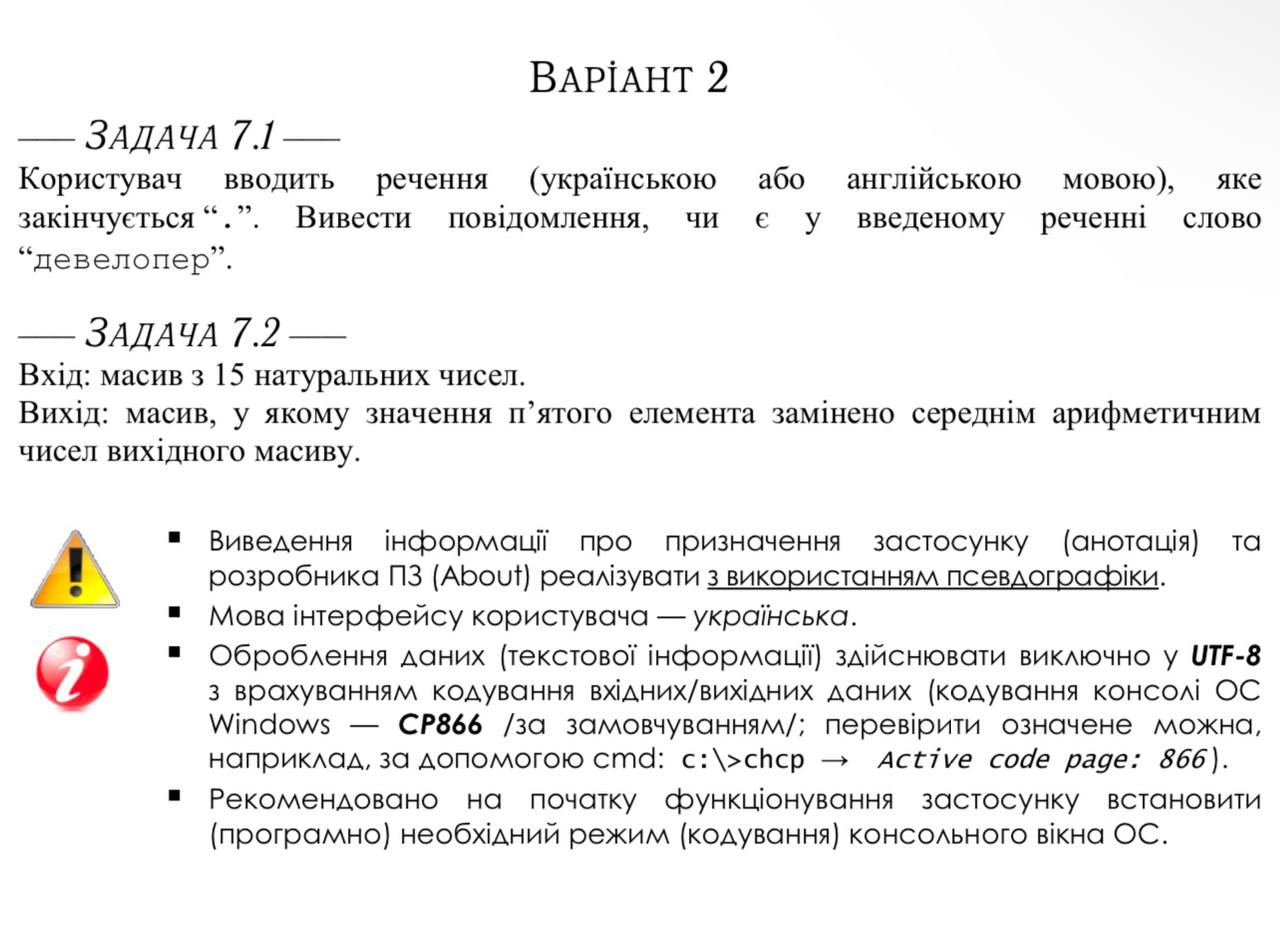 Варіант 2
—— Задача 7.1 ——
Користувач вводить речення (українською або англійською мовою), яке
закінчується “.”. Вивести повідомлення, чи є у введеному реченні слово
“девелопер”.
—— Задача 7.2 ——
Вхід: масив з 15 натуральних чисел.
Вихід: масив, у якому значення п’ятого елемента замінено середнім арифметичним
чисел вихідного масиву.
▪ Виведення інформації про призначення застосунку (анотація) та
розробника ПЗ (About) реалізувати з використанням псевдографіки.
▪ Мова інтерфейсу користувача — українська.
▪ Оброблення даних (текстової інформації) здійснювати виключно у UTF-8
з врахуванням кодування вхідних/вихідних даних (кодування консолі ОС
Windows — CP866 /за замовчуванням/; перевірити означене можна,
наприклад, за допомогою cmd: c:\>chcp → Active code page: 866).
▪ Рекомендовано на початку функціонування застосунку встановити
(програмно) необхідний режим (кодування) консольного вікна ОС.